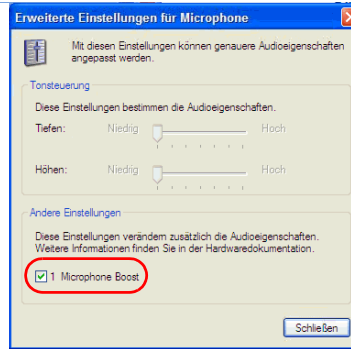 Erweiterte Einstellungen für Microphone
Mit diesen Einstellungen können genauere Audioeigenschaften
angepasst werden.
Tonsteuerung
Diese Einstellungen bestimmen die Audioeigenschaften.
Tiefen: Niedrig Hoch
Höhen: Niedrig Hoch
Andere Einstellungen
Diese Einstellungen verändern zusätzlich die Audioeigenschaften.
Weitere Informationen finden Sie in der Hardwaredokumentation.
1 Microphone Boost
Schließen